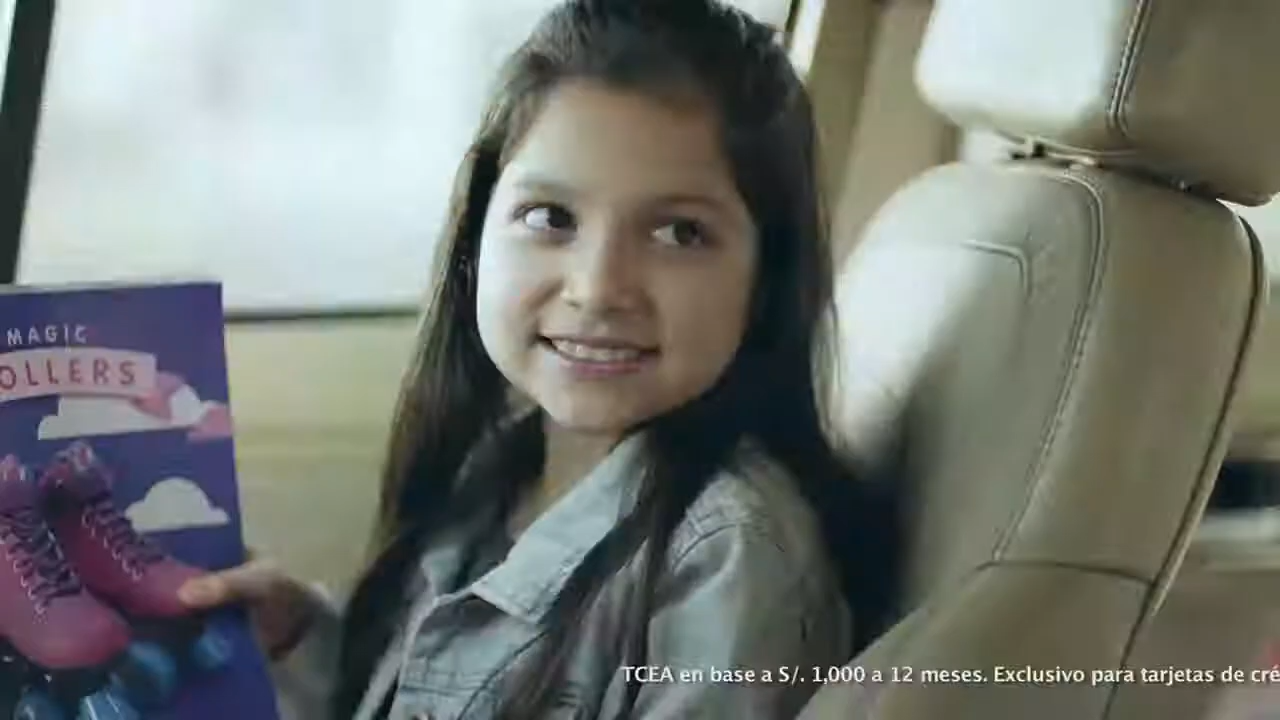 MAGIC
OLLERS
TCEA en base a S/. 1,000 a 12 meses. Exclusivo para tarjetas de cré